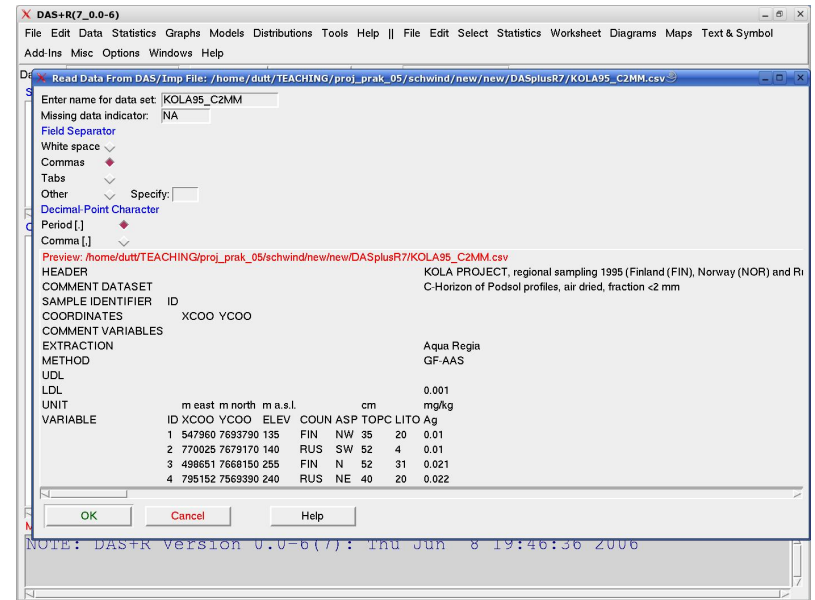 DAS+R(7_0.0-6)
File Edit Data Statistics Graphs Models Distributions Tools Help || File Edit Select Statistics Worksheet Diagrams Maps Text & Symbol
Add-Ins Misc Options Windows Help
Read Data From DAS/Imp File: /home/dutt/TEACHING/proj_prak_05/schwind/new/new/DASplusR7/KOLA95_C2MM.csv
Enter name for data set: KOLA95_C2MM
Missing data indicator: NA
Field Separator
White space
Commas
Tabs
Other Specify:
Decimal-Point Character
Period [.]
Comma [,]
Preview: /home/dutt/TEACHING/proj_prak_05/schwind/new/new/DASplusR7/KOLA95_C2MM.csv
HEADER KOLA PROJECT, regional sampling 1995 (Finland (FIN), Norway (NOR) and
COMMENT DATASET C-Horizon of Podsol profiles, air dried, fraction <2 mm
SAMPLE IDENTIFIER ID
COORDINATES XCOO YCOO
COMMENT VARIABLES
EXTRACTION Aqua Regia
METHOD GF-AAS
UDL
LDL 0.001
UNIT m east m north m a.s.l. cm mg/kg
VARIABLE ID XCOO YCOO ELEV COUN ASP TOPC LITO Ag
1 547960 7693790 135 FIN NW 35 20 0.01
2 770025 7679170 140 RUS SW 52 4 0.01
3 498651 7668150 255 FIN N 52 31 0.021
4 795152 7569390 240 RUS NE 40 20 0.022
OK Cancel Help
NOTE: DAS+R Version 0.0-6(7): Thu Jun 8 19:46:36 2006